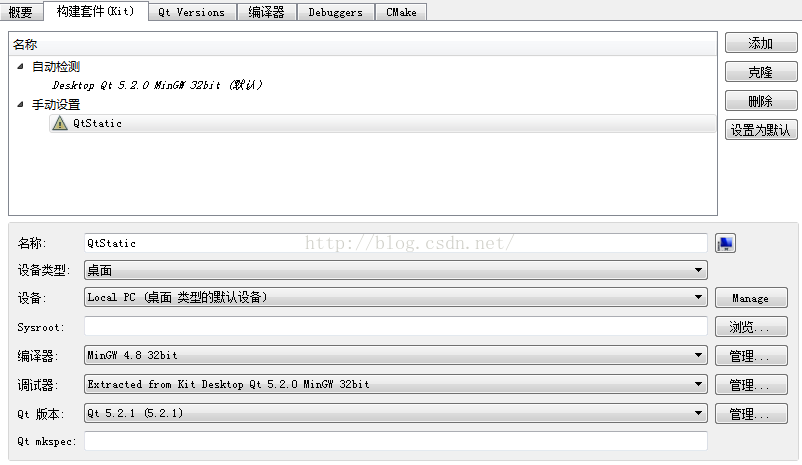 概要 构建套件(Kit) Qt Versions 编译器 Debuggers CMake
名称
自动检测
Desktop Qt 5.2.0 MinGW 32bit (默认)
手动设置
QtStatic
添加
克隆
删除
设置为默认
名称: QtStatic
http://blog.csdn.net/
设备类型: 桌面
设备: Local PC (桌面 类型的默认设备) Manage
Sysroot: 浏览...
编译器: MinGW 4.8 32bit 管理...
调试器: Extracted from Kit Desktop Qt 5.2.0 MinGW 32bit 管理...
Qt 版本: Qt 5.2.1 (5.2.1) 管理...
Qt mkspec: